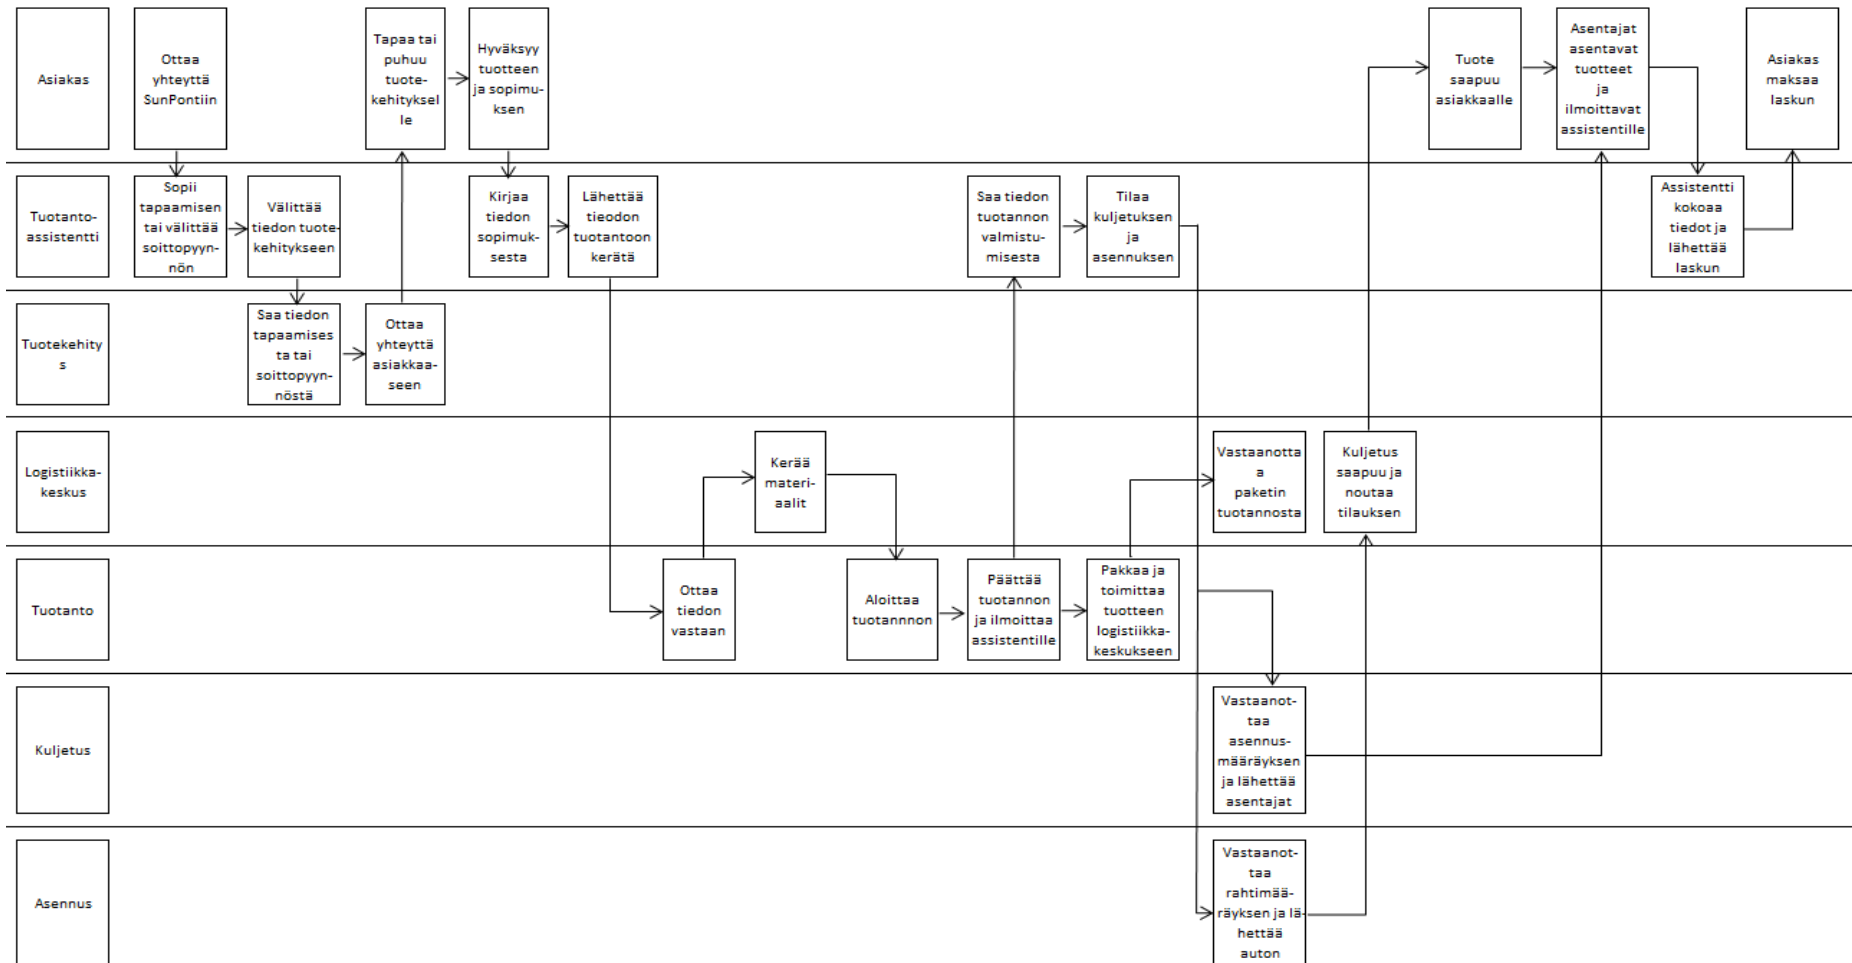 Asiakas
Ottaa
yhteyttä
SunPontiin
Tapaa tai
puhuu
tuote-
kehityksel
le
Hyväksyy
tuotteen
ja sopimu-
ksen
Tuote
saapuu
asiakkaalle
Asentajat
asentavat
tuotteet
ja
ilmoittavat
assistentille
Asiakas
maksaa
laskun
Tuotanto-
assistentti
Sopii
tapaamisen
tai välittää
soittopyyn-
nön
Välittää
tiedon tuote-
kehitykseen
Kirjaa
tiedon
sopimuk-
sesta
Lähettää
tieodon
tuotantoon
kerätä
Saa tiedon
tuotannon
valmistu-
misesta
Tilaa
kuljetuksen
ja
asennuksen
Assistentti
kokoaa
tiedot ja
lähettää
laskun
Tuotekehity
s
Saa tiedon
tapaamises
ta tai
soittopyyn-
nöstä
Ottaa
yhteyttä
asiakkaa-
seen
Logistiikka-
keskus
Kerää
materi-
aalit
Vastaanotta
a
paketin
tuotannosta
Kuljetus
saapuu ja
noutaa
tilauksen
Tuotanto
Ottaa
tiedon
vastaan
Aloittaa
tuotannnon
Päättää
tuotannon
ja ilmoittaa
assistentille
Pakkaa ja
toimittaa
tuotteen
logistiikka-
keskukseen
Kuljetus
Vastaanot-
taa
asennus-
määräyksen
ja lähettää
asentajat
Asennus
Vastaanot-
taa
rahtimää-
räyksen ja lä-
hettää
auton